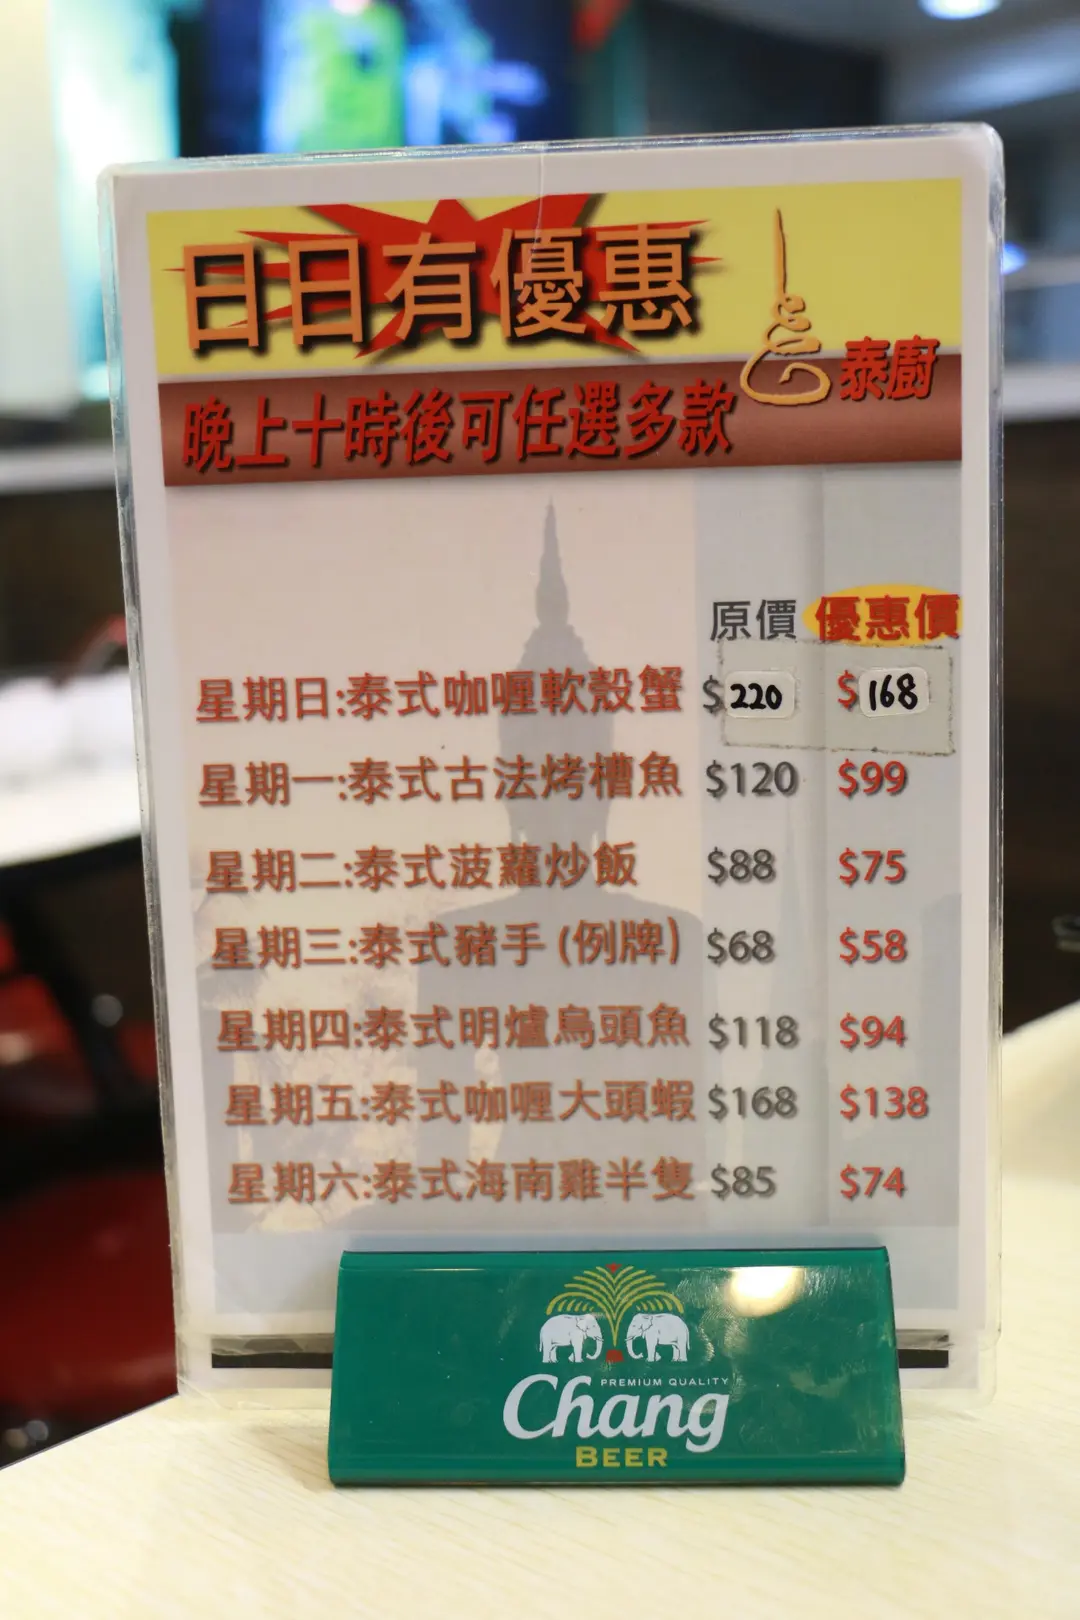 日日有優惠
泰廚
晚上十時後可任選多款
原價 優惠價
星期日:泰式咖喱軟殼蟹 $220 $168
星期一:泰式古法烤槽魚 $120 $99
星期二:泰式菠蘿炒飯 $88 $75
星期三:泰式豬手(例牌) $68 $58
星期四:泰式明爐烏頭魚 $118 $94
星期五:泰式咖喱大頭蝦 $168 $138
星期六:泰式海南雞半隻 $85 $74
PREMIUM QUALITY
Chang
BEER